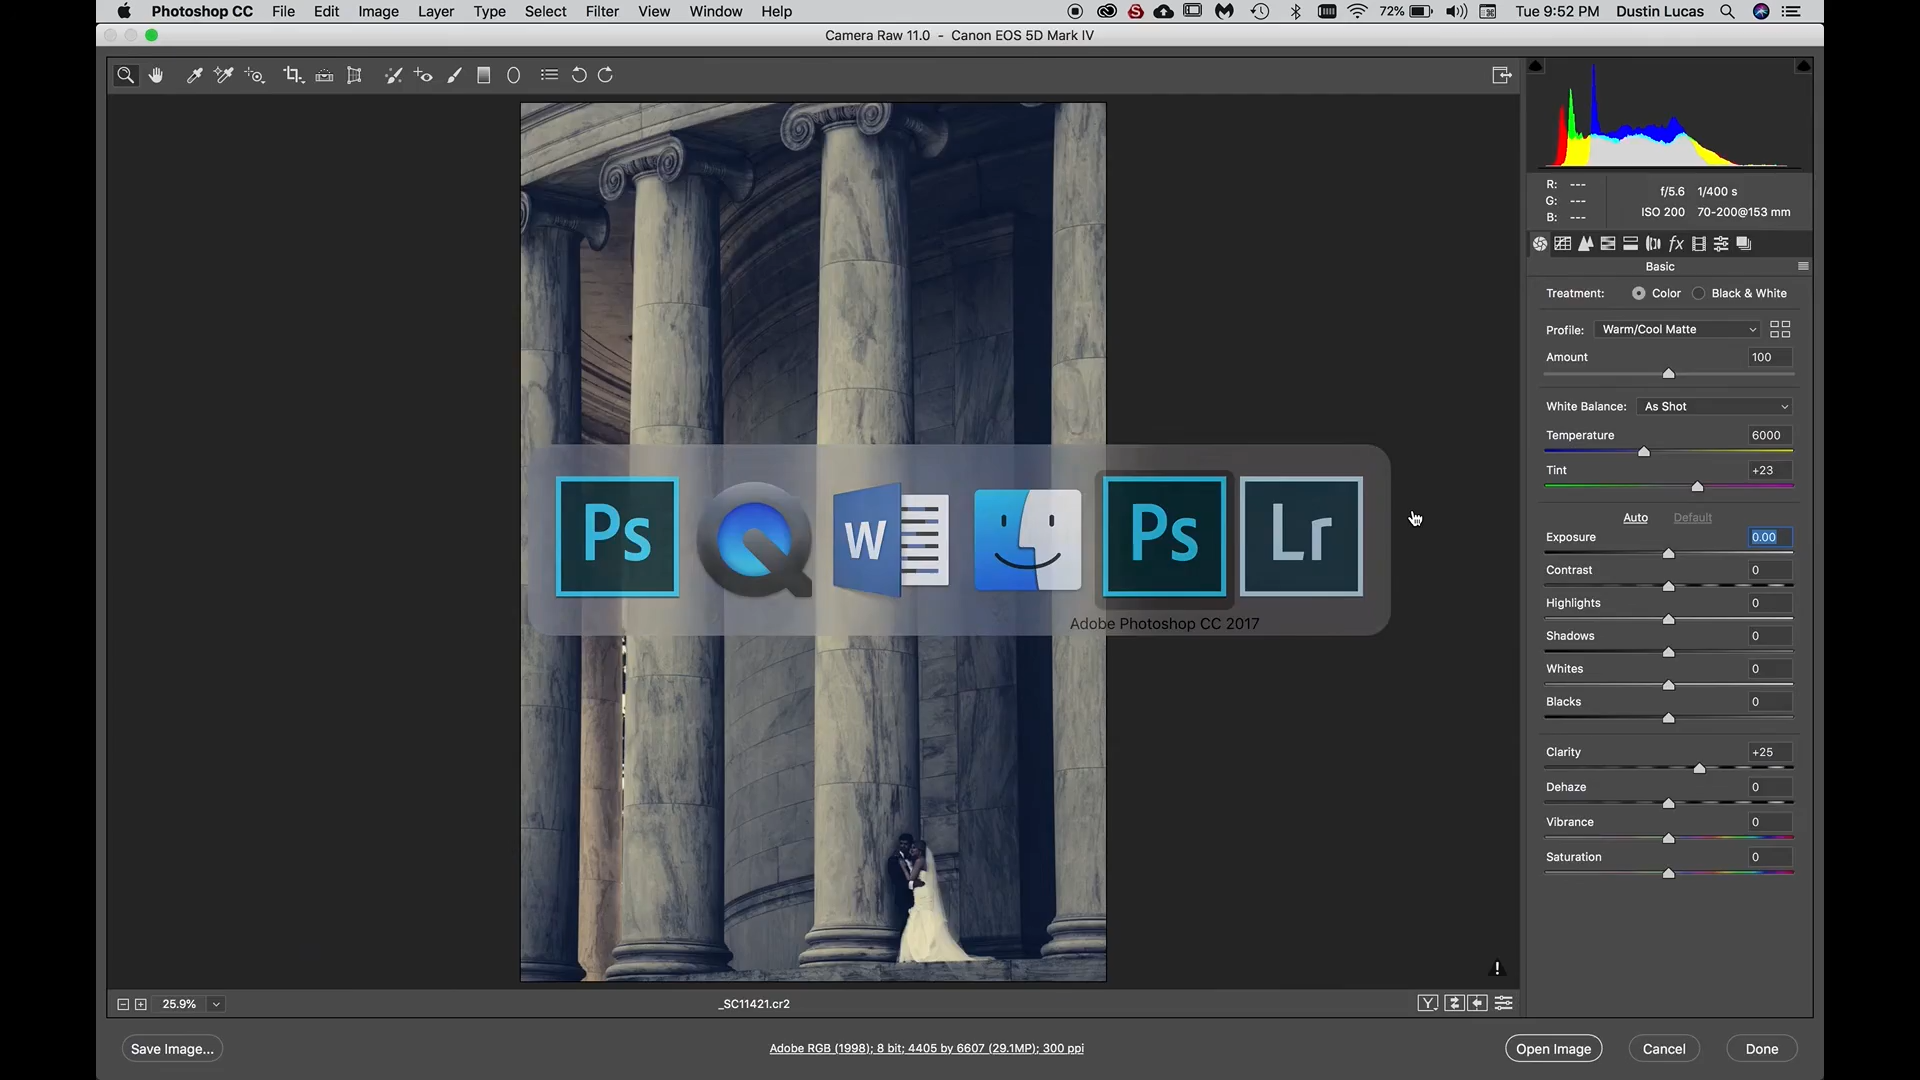 Photoshop CC File Edit Image Layer Type Select Filter View Window Help 72% Tue 9:52 PM Dustin Lucas
Camera Raw 11.0 - Canon EOS 5D Mark IV
R: ---
G: ---
B: ---
f/5.6 1/400 s
ISO 200 70-200@153 mm
fx
Basic
Treatment: Color Black & White
Profile: Warm/Cool Matte
Amount 100
White Balance: As Shot
Temperature 6000
Tint +23
Auto Default
Exposure 0.00
Contrast 0
Highlights 0
Shadows 0
Whites 0
Blacks 0
Clarity +25
Dehaze 0
Vibrance 0
Saturation 0
Ps W Ps Lr
Adobe Photoshop CC 2017
25.9% _SC11421.cr2 Y
Save Image... Adobe RGB (1998); 8 bit; 4405 by 6607 (29.1MP); 300 ppi Open Image Cancel Done